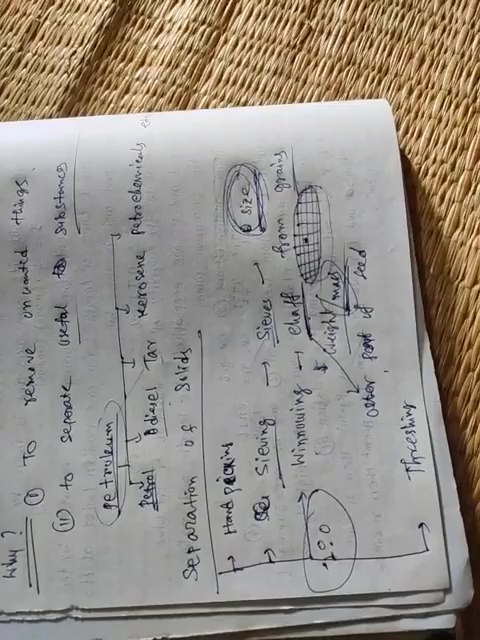 Why?
(i) To remove unwanted things.
(ii) to separate useful substances
Petroleum
Petrol diesel Tar kerosene petrochemicals etc
Separation of Solids
Hand picking
Sieving → Sieves → size
Winnowing → chaff from grains
weight/mass
outer part of seed
Threshing